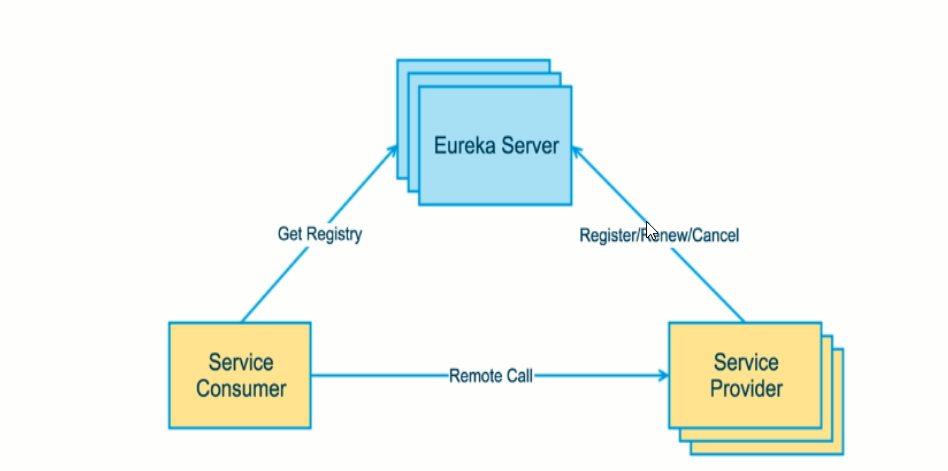 Eureka Server
Get Registry
Register/Renew/Cancel
Service
Consumer
Remote Call
Service
Provider